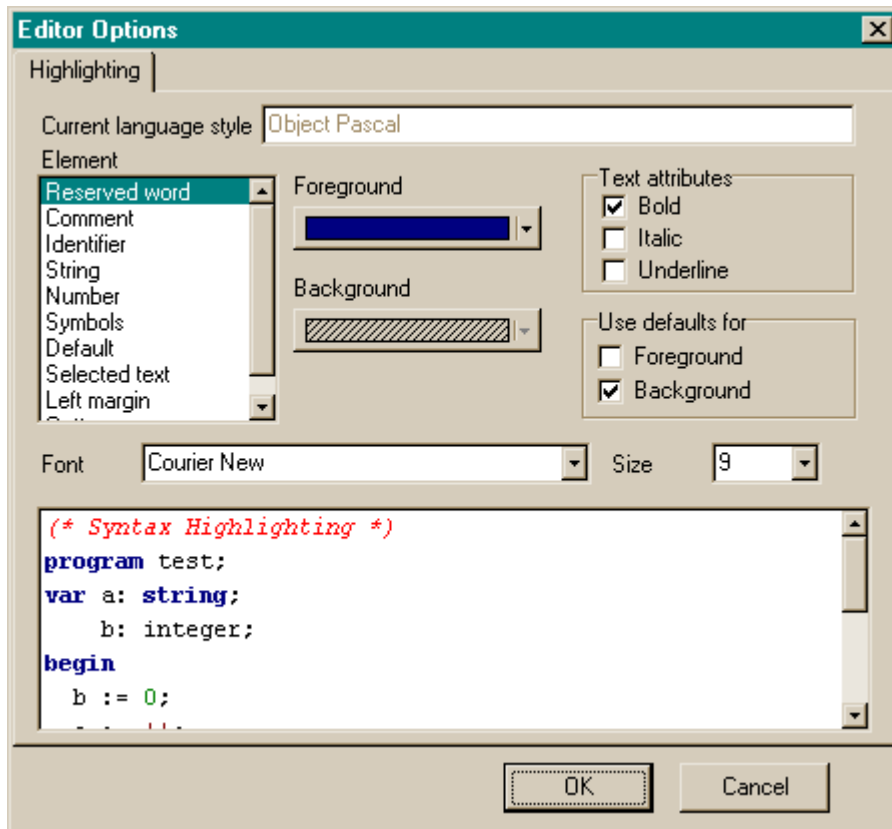 Editor Options
Highlighting
Current language style Object Pascal
Element
Reserved word
Comment
Identifier
String
Number
Symbols
Default
Selected text
Left margin
Foreground
Background
Text attributes
Bold
Italic
Underline
Use defaults for
Foreground
Background
Font Courier New Size 9
(* Syntax Highlighting *)
program test;
var a: string;
    b: integer;
begin
  b := 0;
OK Cancel